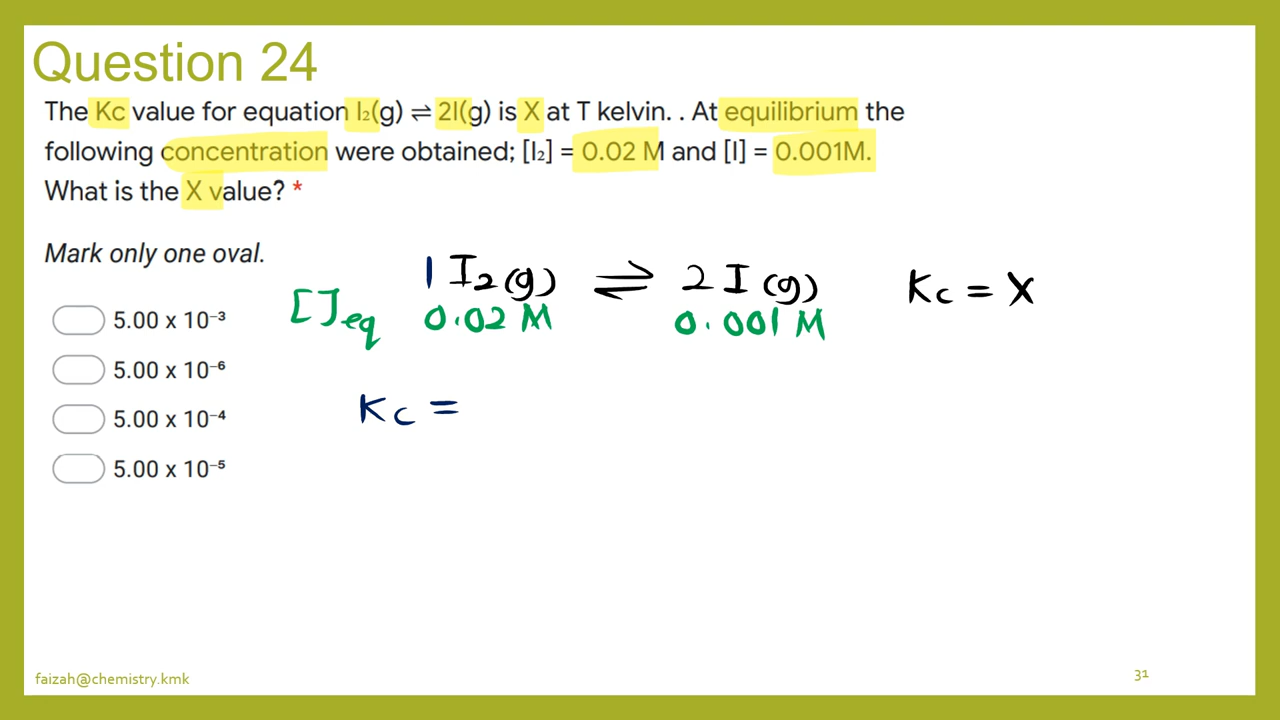 Question 24
The Kc value for equation I₂(g) ⇌ 2I(g) is X at T kelvin. . At equilibrium the
following concentration were obtained; [I₂] = 0.02 M and [I] = 0.001M.
What is the X value? *
Mark only one oval.
1 I₂(g) ⇌ 2 I (g) Kc = X
[ ]eq 0.02 M 0.001 M
5.00 x 10⁻³
5.00 x 10⁻⁶
Kc =
5.00 x 10⁻⁴
5.00 x 10⁻⁵
faizah@chemistry.kmk
31